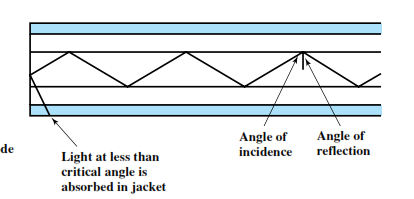 de
Light at less than
critical angle is
absorbed in jacket
Angle of
incidence
Angle of
reflection